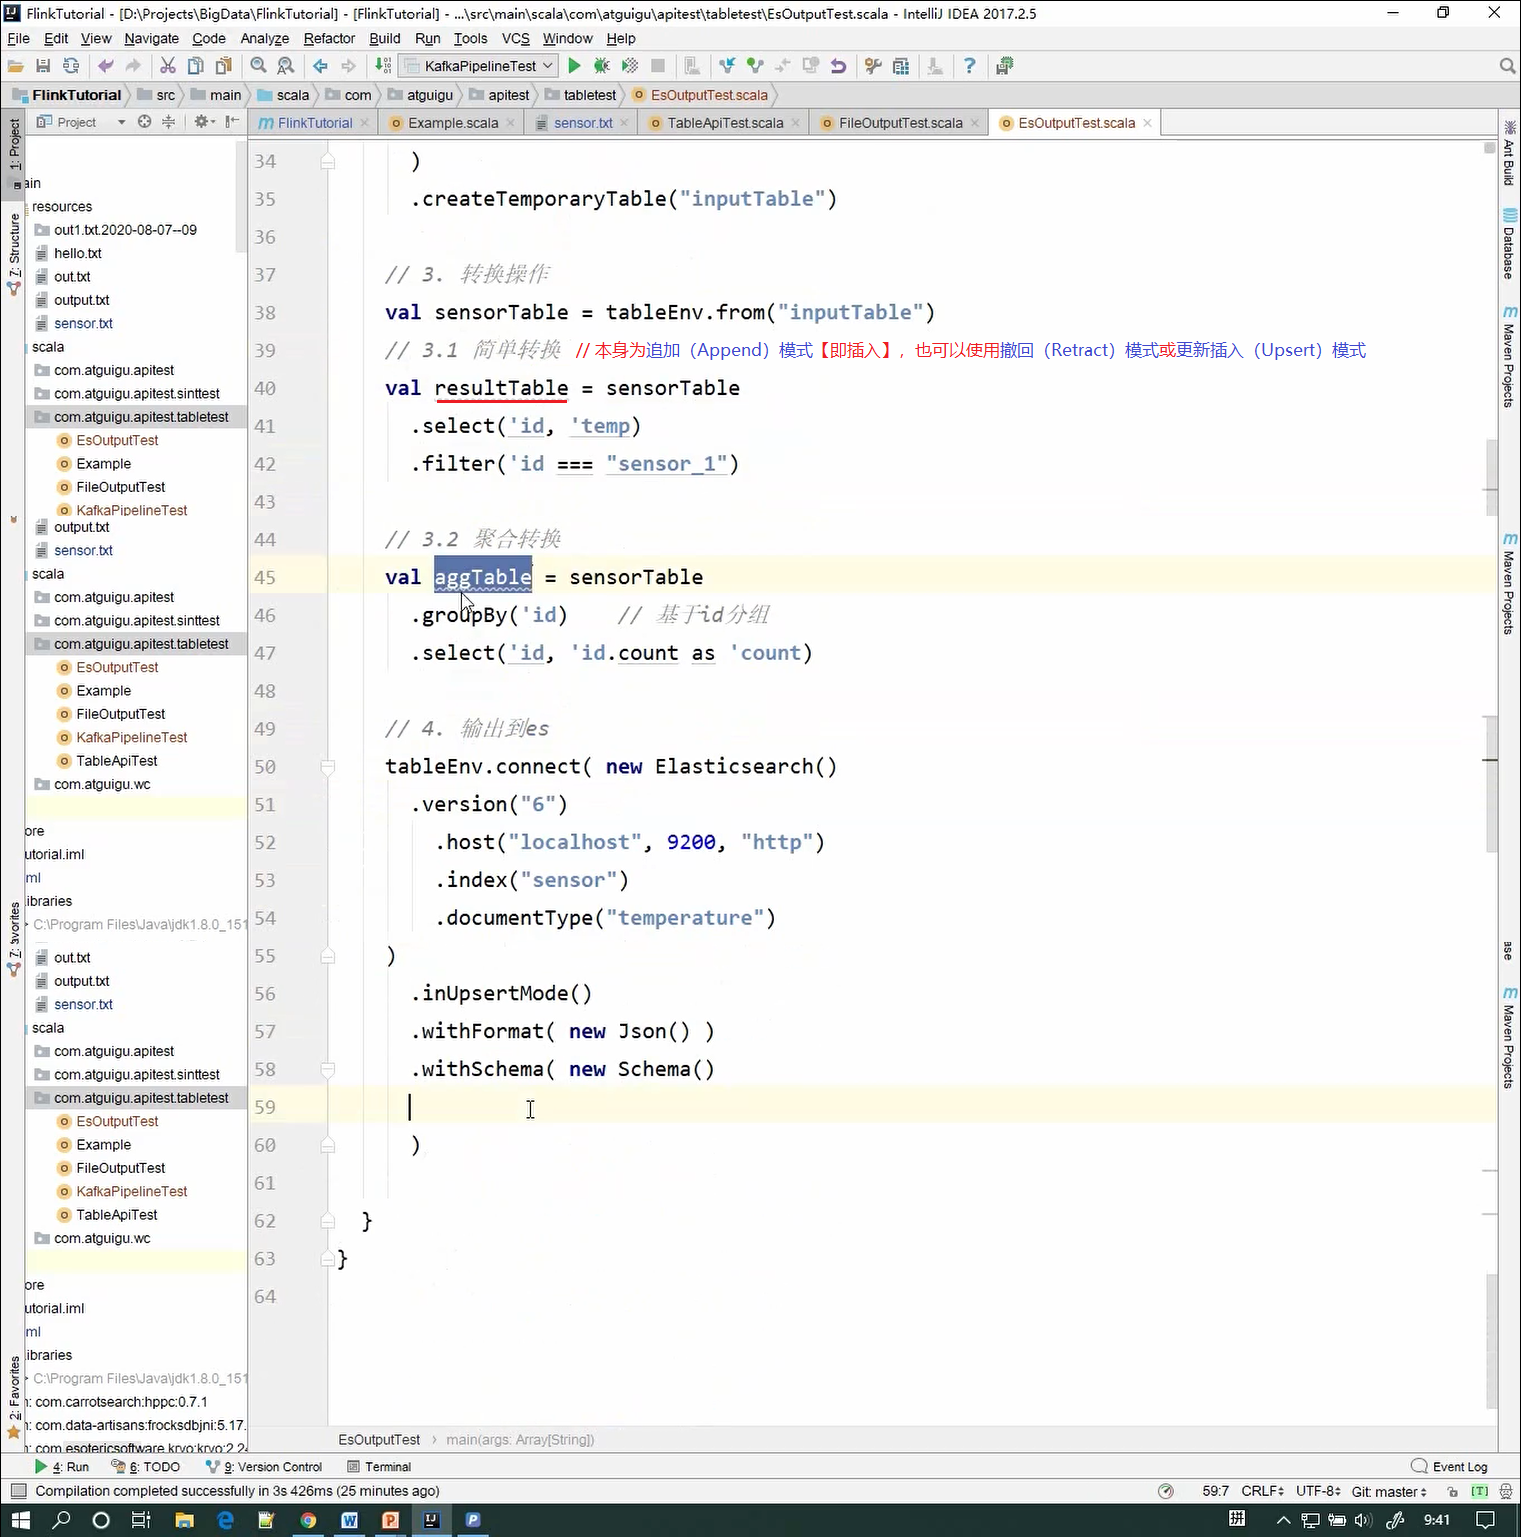 FlinkTutorial - [D:\Projects\BigData\FlinkTutorial] - [FlinkTutorial] - ...\src\main\scala\com\atguigu\apitest\tabletest\EsOutputTest.scala - IntelliJ IDEA 2017.2.5
File Edit View Navigate Code Analyze Refactor Build Run Tools VCS Window Help
KafkaPipelineTest
FlinkTutorial src main scala com atguigu apitest tabletest EsOutputTest.scala
Project
FlinkTutorial Example.scala sensor.txt TableApiTest.scala FileOutputTest.scala EsOutputTest.scala
1: Project
7: Structure
2: Favorites
ain
resources
out1.txt.2020-08-07--09
hello.txt
out.txt
output.txt
sensor.txt
scala
com.atguigu.apitest
com.atguigu.apitest.sinttest
com.atguigu.apitest.tabletest
EsOutputTest
Example
FileOutputTest
KafkaPipelineTest
output.txt
sensor.txt
scala
com.atguigu.apitest
com.atguigu.apitest.sinttest
com.atguigu.apitest.tabletest
EsOutputTest
Example
FileOutputTest
KafkaPipelineTest
TableApiTest
com.atguigu.wc
ore
utorial.iml
ml
ibraries
C:\Program Files\Java\jdk1.8.0_151
out.txt
output.txt
sensor.txt
scala
com.atguigu.apitest
com.atguigu.apitest.sinttest
com.atguigu.apitest.tabletest
EsOutputTest
Example
FileOutputTest
KafkaPipelineTest
TableApiTest
com.atguigu.wc
ore
utorial.iml
ml
ibraries
C:\Program Files\Java\jdk1.8.0_151
: com.carrotsearch:hppc:0.7.1
: com.data-artisans:frocksdbjni:5.17.
: com.esotericsoftware.kryo:kryo:2.24
34 )
35 .createTemporaryTable("inputTable")
36
37 // 3. 转换操作
38 val sensorTable = tableEnv.from("inputTable")
39 // 3.1 简单转换 // 本身为追加（Append）模式【即插入】，也可以使用撤回（Retract）模式或更新插入（Upsert）模式
40 val resultTable = sensorTable
41 .select('id, 'temp)
42 .filter('id === "sensor_1")
43
44 // 3.2 聚合转换
45 val aggTable = sensorTable
46 .groupBy('id) // 基于id分组
47 .select('id, 'id.count as 'count)
48
49 // 4. 输出到es
50 tableEnv.connect( new Elasticsearch()
51 .version("6")
52 .host("localhost", 9200, "http")
53 .index("sensor")
54 .documentType("temperature")
55 )
56 .inUpsertMode()
57 .withFormat( new Json() )
58 .withSchema( new Schema()
59
60 )
61
62 }
63 }
64
Ant Build
Database
Maven Projects
Maven Projects
ase
Maven Projects
EsOutputTest main(args: Array[String])
4: Run 6: TODO 9: Version Control Terminal Event Log
Compilation completed successfully in 3s 426ms (25 minutes ago) 59:7 CRLF UTF-8 Git: master [T]
拼 9:41